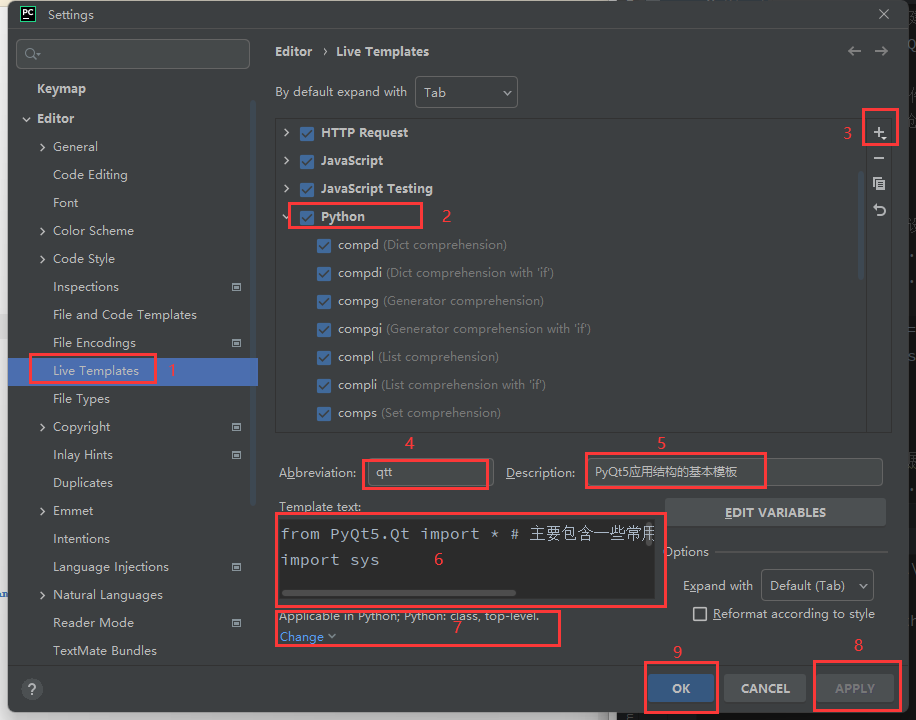 PC Settings
Editor › Live Templates
Keymap
By default expand with Tab
Editor
General
Code Editing
Font
Color Scheme
Code Style
Inspections
File and Code Templates
File Encodings
Live Templates 1
File Types
Copyright
Inlay Hints
Duplicates
Emmet
Intentions
Language Injections
Natural Languages
Reader Mode
TextMate Bundles
?
HTTP Request 3
JavaScript
JavaScript Testing
Python 2
compd (Dict comprehension)
compdi (Dict comprehension with 'if')
compg (Generator comprehension)
compgi (Generator comprehension with 'if')
compl (List comprehension)
compli (List comprehension with 'if')
comps (Set comprehension)
4 5
Abbreviation: qtt Description: PyQt5应用结构的基本模板
Template text:
from PyQt5.Qt import * # 主要包含一些常用
import sys 6
EDIT VARIABLES
Options
Expand with Default (Tab)
Reformat according to style
Applicable in Python; Python: class, top-level.
7
Change
9 8
OK CANCEL APPLY